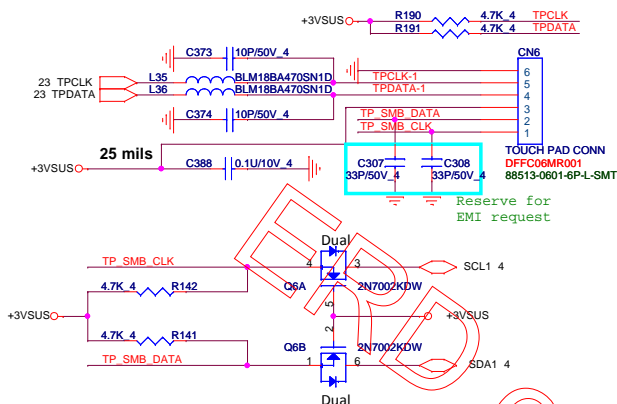 R190 4.7K_4 TPCLK
+3VSUS
R191 4.7K_4 TPDATA
C373 10P/50V_4
CN6
L35 BLM18BA470SN1D
23 TPCLK
TPCLK-1
6
5
4
3
2
1
L36 BLM18BA470SN1D
23 TPDATA
TPDATA-1
C374 10P/50V_4
TP_SMB_DATA
TP_SMB_CLK
25 mils
TOUCH PAD CONN
DFFC06MR001
88513-0601-6P-L-SMT
+3VSUS
C388 0.1U/10V_4
C307 C308
33P/50V_4 33P/50V_4
Reserve for
EMI request
Dual
TP_SMB_CLK 4 3 SCL1 4
4.7K_4 R142
Q6A 2N7002KDW
5
+3VSUS +3VSUS
2
4.7K_4 R141
Q6B 2N7002KDW
TP_SMB_DATA 1 6 SDA1 4
Dual